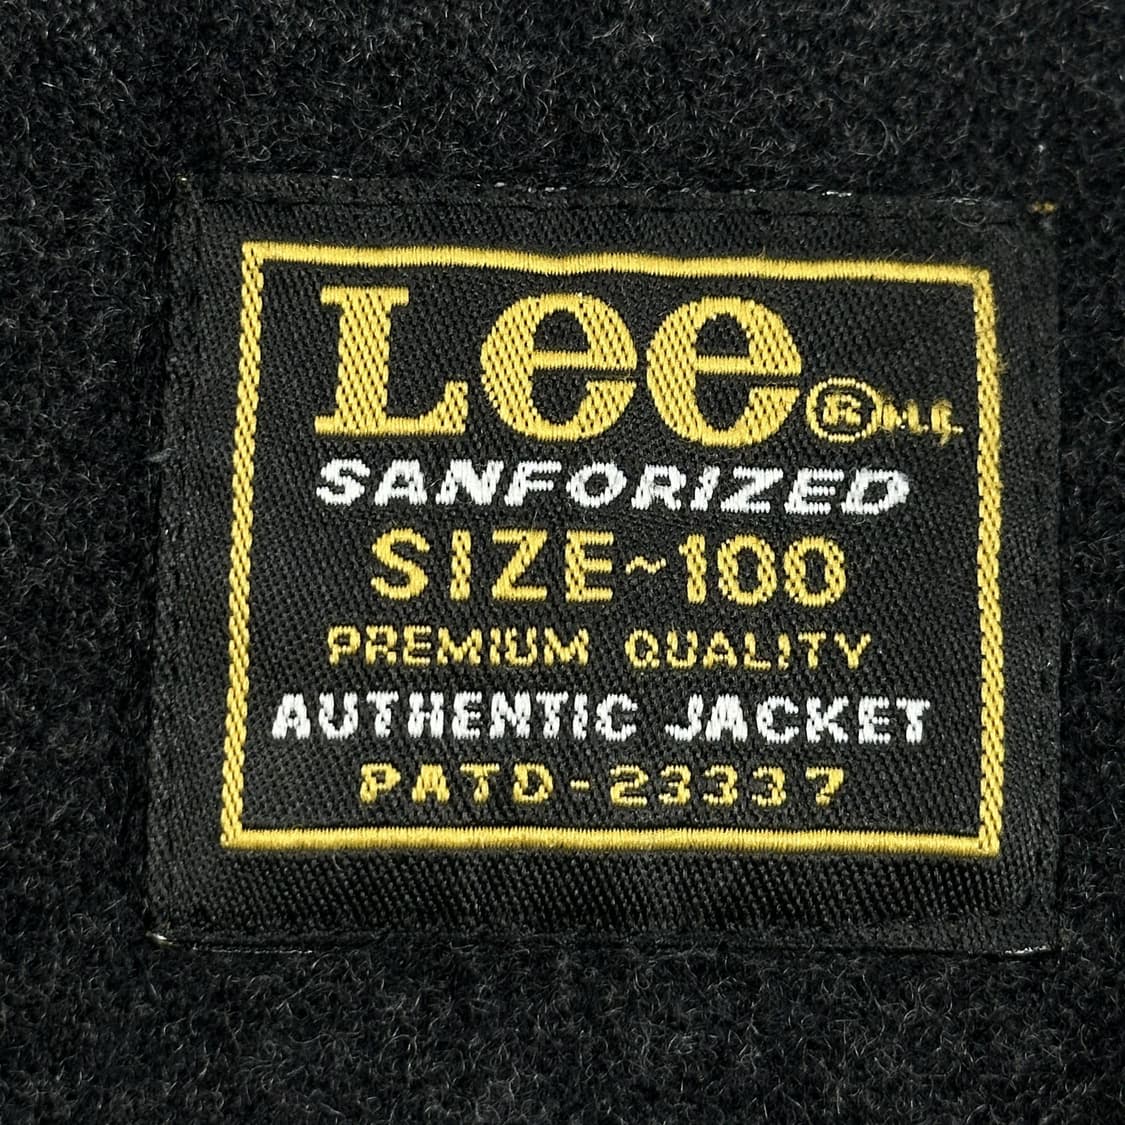 Lee® M.R.
SANFORIZED
SIZE~100
PREMIUM QUALITY
AUTHENTIC JACKET
PATD-23337